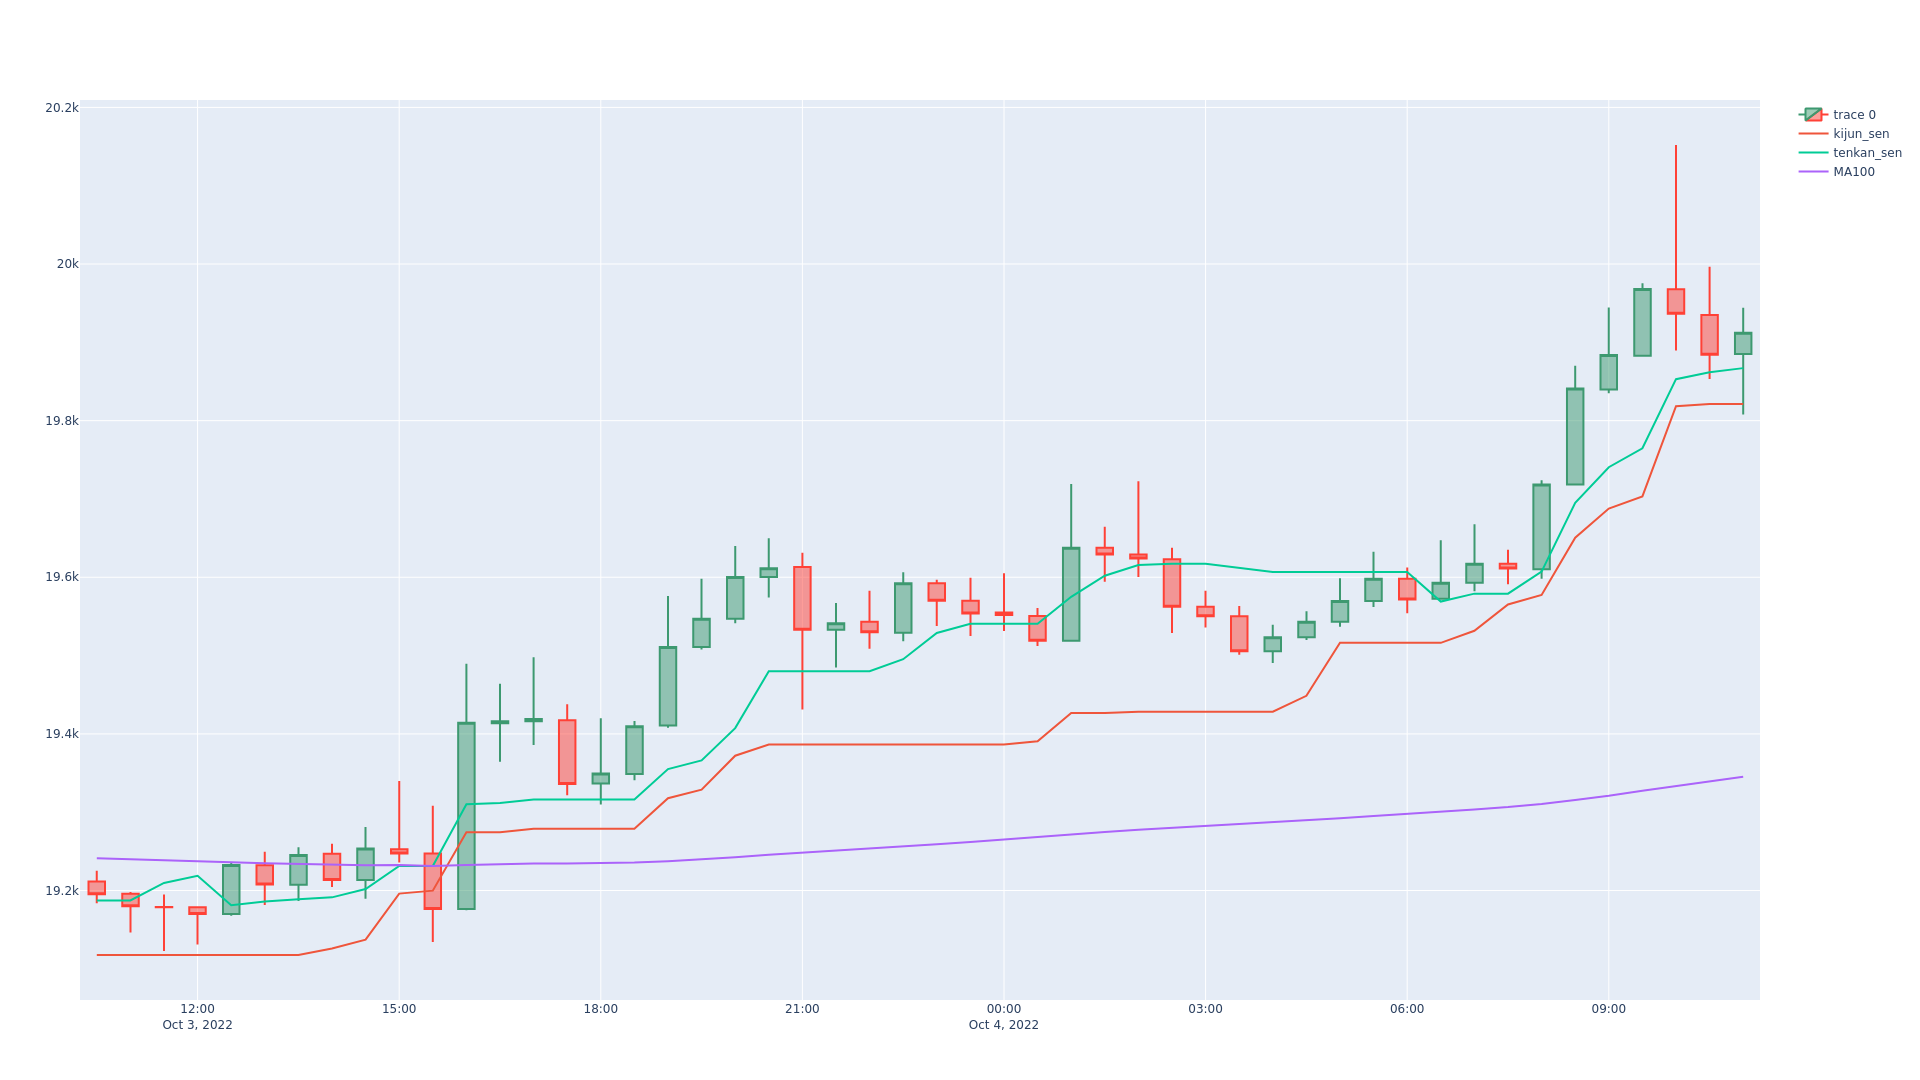 20.2k
20k
19.8k
19.6k
19.4k
19.2k
12:00
Oct 3, 2022
15:00
18:00
21:00
00:00
Oct 4, 2022
03:00
06:00
09:00
trace 0
kijun_sen
tenkan_sen
MA100